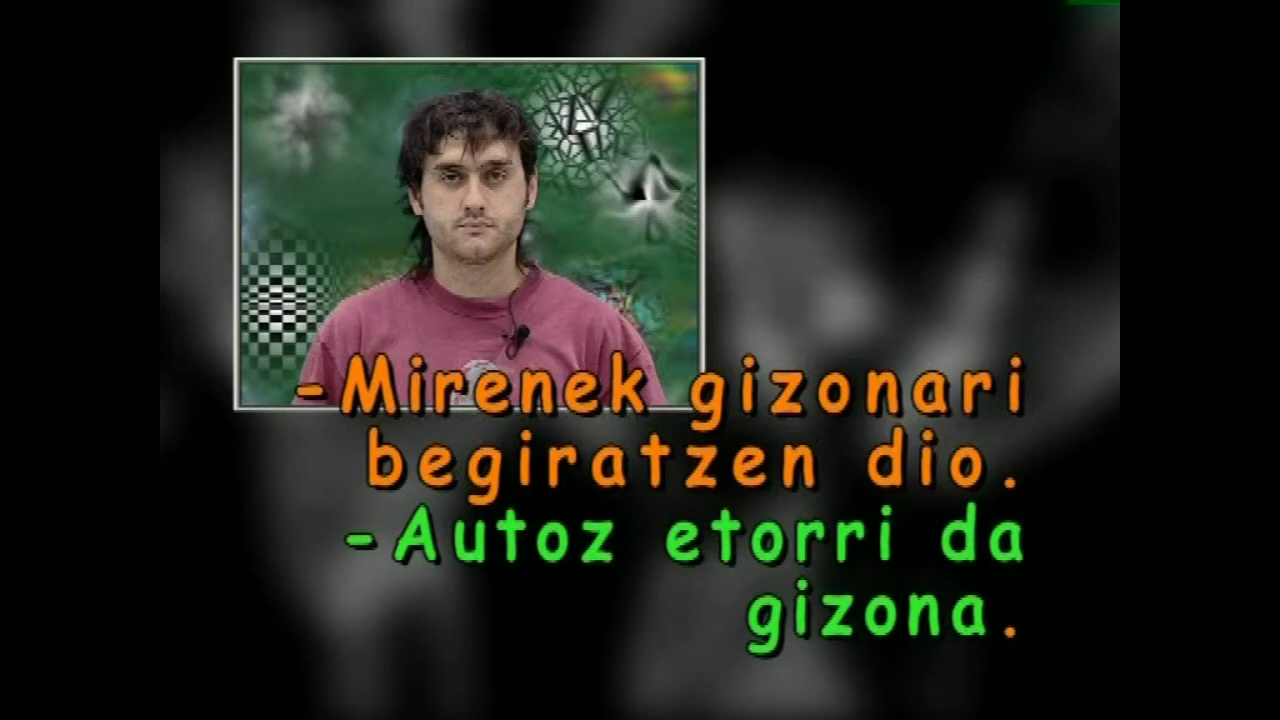 -Mirenek gizonari
begiratzen dio.
-Autoz etorri da
gizona.